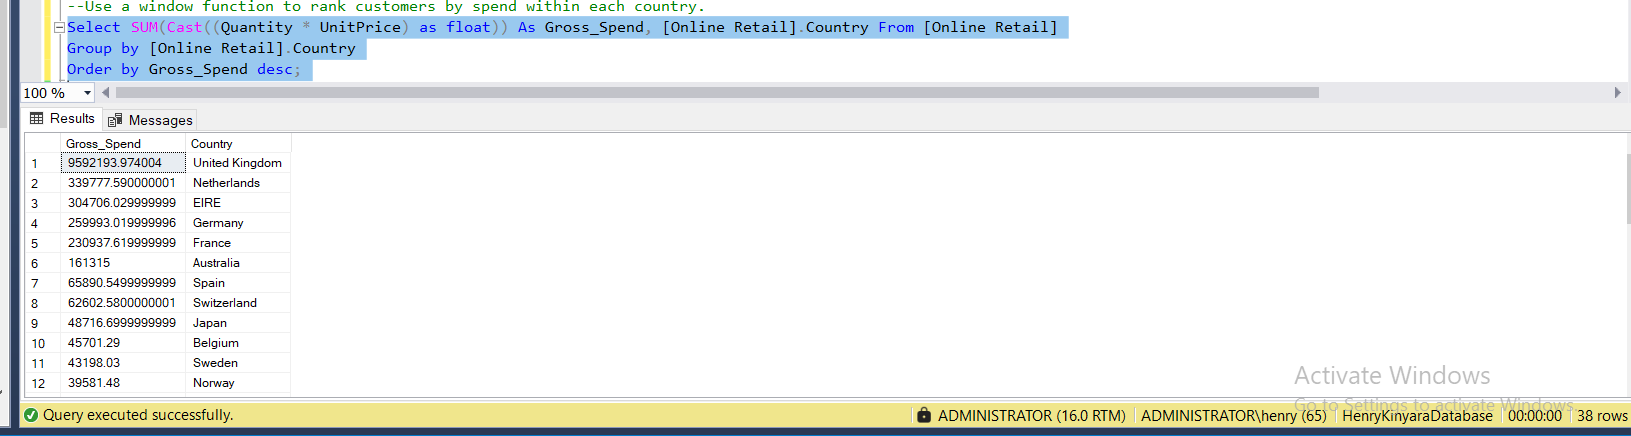 --Use a window function to rank customers by spend within each country.
Select SUM(Cast((Quantity * UnitPrice) as float)) As Gross_Spend, [Online Retail].Country From [Online Retail]
Group by [Online Retail].Country
Order by Gross_Spend desc;
100 %
Results Messages
Gross_Spend Country
1 9592193.974004 United Kingdom
2 339777.590000001 Netherlands
3 304706.029999999 EIRE
4 259993.019999996 Germany
5 230937.619999999 France
6 161315 Australia
7 65890.5499999999 Spain
8 62602.5800000001 Switzerland
9 48716.6999999999 Japan
10 45701.29 Belgium
11 43198.03 Sweden
12 39581.48 Norway
Activate Windows
Go to Settings to activate Windows.
Query executed successfully. ADMINISTRATOR (16.0 RTM) ADMINISTRATOR\henry (65) HenryKinyaraDatabase 00:00:00 38 rows